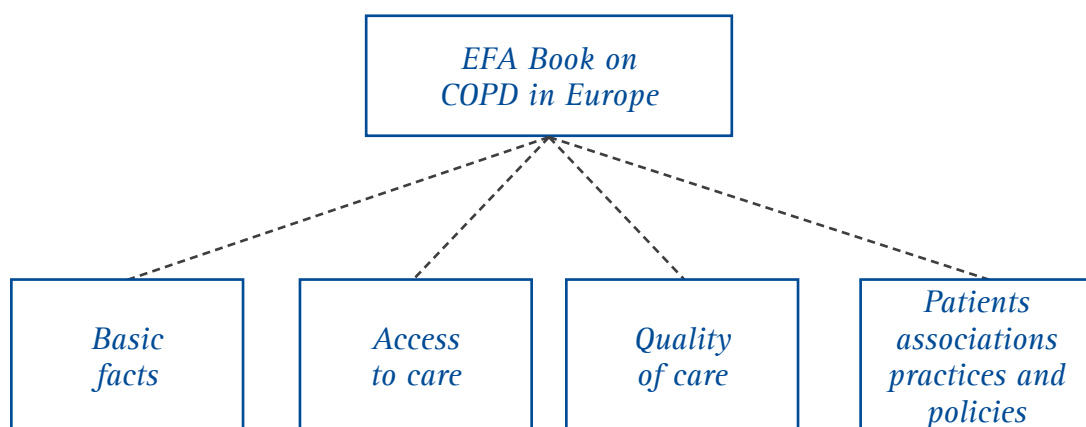 EFA Book on
COPD in Europe
Basic
facts
Access
to care
Quality
of care
Patients
associations
practices and
policies